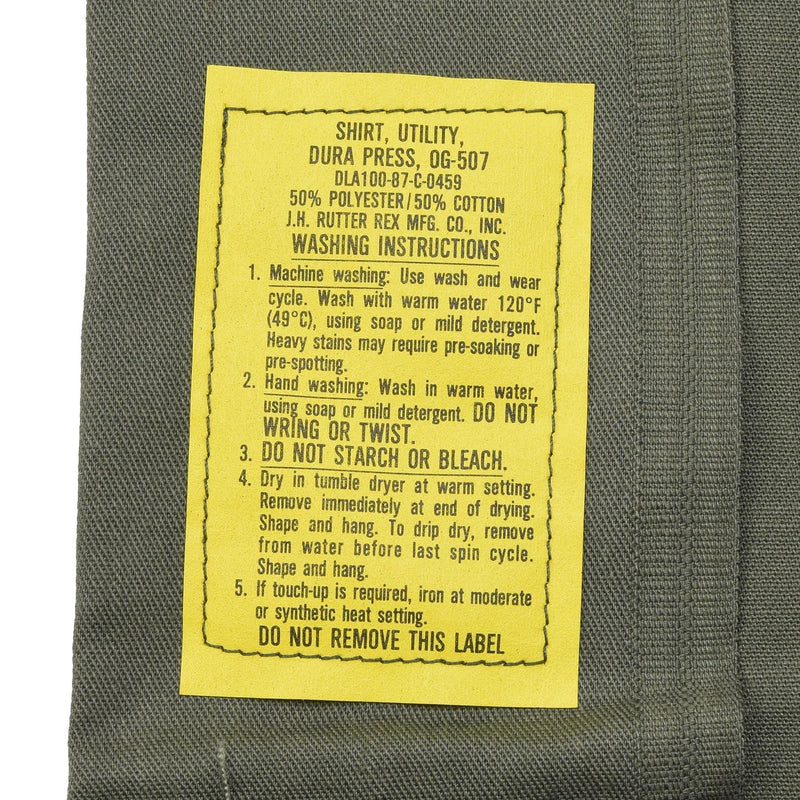 SHIRT, UTILITY,
DURA PRESS, OG-507
DLA100-87-C-0459
50% POLYESTER/50% COTTON
J.H. RUTTER REX MFG. CO., INC.
WASHING INSTRUCTIONS
1. Machine washing: Use wash and wear
cycle. Wash with warm water 120°F
(49°C), using soap or mild detergent.
Heavy stains may require pre-soaking or
pre-spotting.
2. Hand washing: Wash in warm water,
using soap or mild detergent. DO NOT
WRING OR TWIST.
3. DO NOT STARCH OR BLEACH.
4. Dry in tumble dryer at warm setting.
Remove immediately at end of drying.
Shape and hang. To drip dry, remove
from water before last spin cycle.
Shape and hang.
5. If touch-up is required, iron at moderate
or synthetic heat setting.
DO NOT REMOVE THIS LABEL